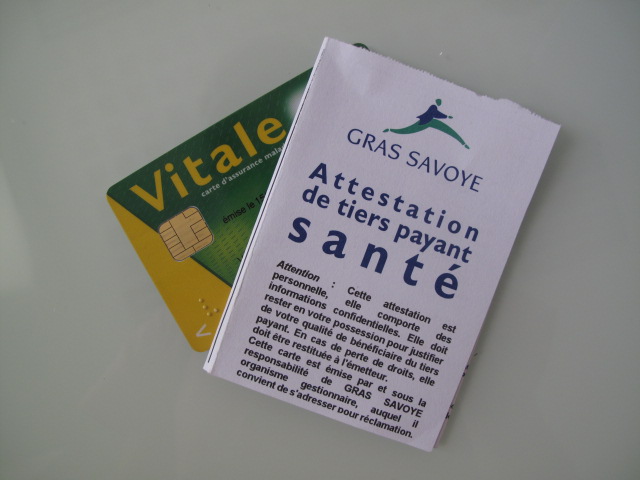 Vitale
carte d'assurance
émise le
GRAS SAVOYE
Attestation
de tiers payant
santé
Attention : Cette attestation est
personnelle, elle comporte des
informations confidentielles. Elle doit
rester en votre possession pour justifier
de votre qualité de bénéficiaire du tiers
payant. En cas de perte de droits, elle
doit être restituée à l'émetteur.
Cette carte est émise par et sous la
responsabilité de GRAS SAVOYE
organisme gestionnaire, auquel il
convient de s'adresser pour réclamation.